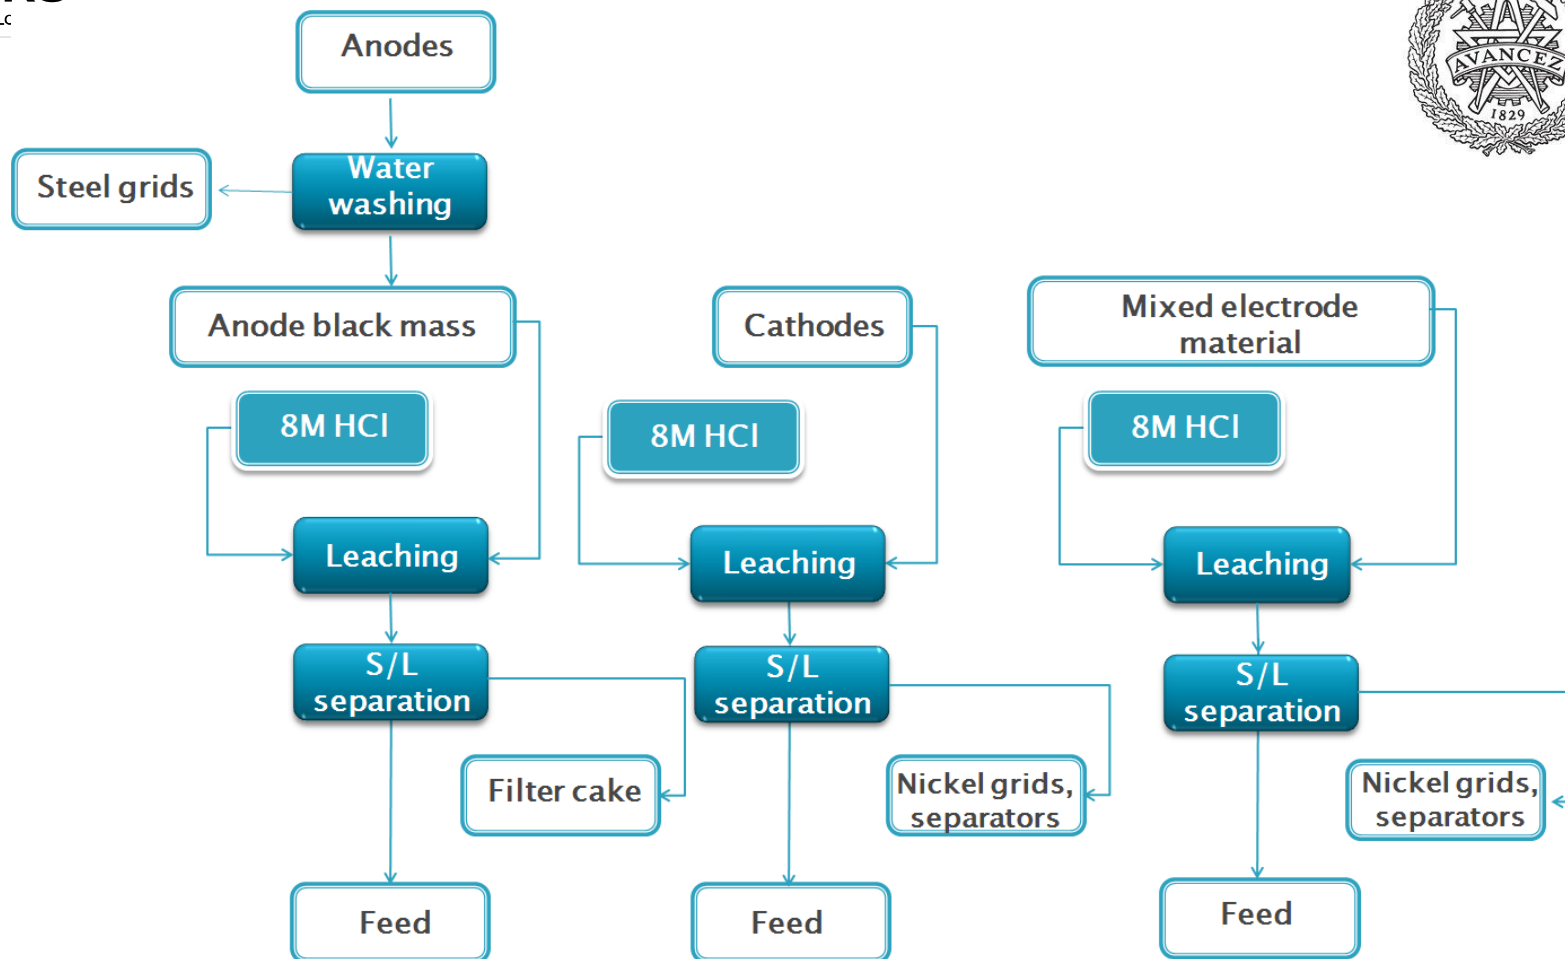 Anodes
AVANCEZ
1829
Water
washing
Steel grids
Anode black mass
Cathodes
Mixed electrode
material
8M HCl
8M HCl
8M HCl
Leaching
Leaching
Leaching
S/L
separation
S/L
separation
S/L
separation
Filter cake
Nickel grids,
separators
Nickel grids,
separators
Feed
Feed
Feed